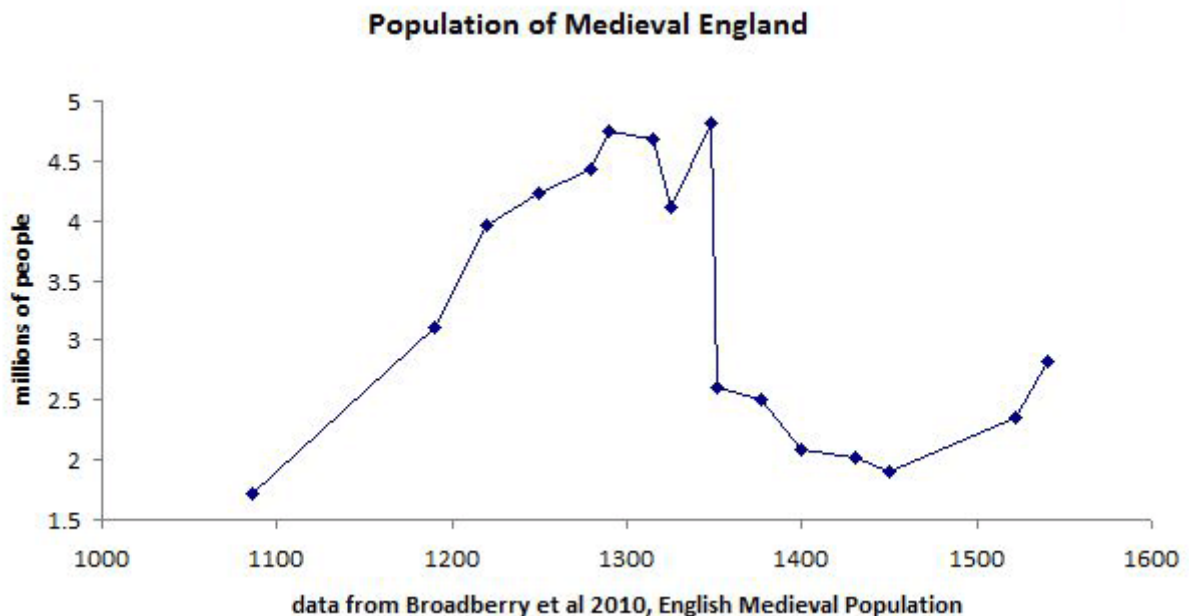 Population of Medieval England
5
4.5
4
3.5
3
2.5
2
1.5
millions of people
1000 1100 1200 1300 1400 1500 1600
data from Broadberry et al 2010, English Medieval Population